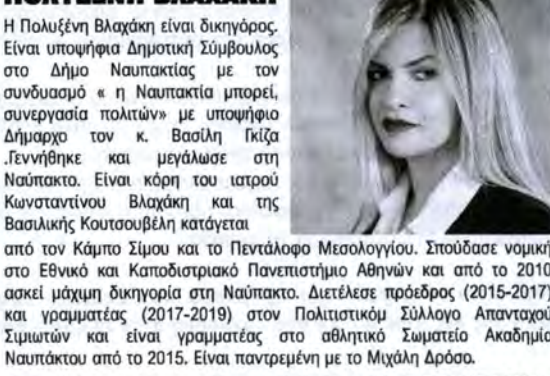 ΠΟΛΥΞΕΝΗ ΒΛΑΧΑΚΗ
Η Πολυξένη Βλαχάκη είναι δικηγόρος.
Είναι υποψήφια Δημοτική Σύμβουλος
στο Δήμο Ναυπακτίας με τον
συνδυασμό « η Ναυπακτία μπορεί,
συνεργασία πολιτών» με υποψήφιο
Δήμαρχο τον κ. Βασίλη Γκίζα
.Γεννήθηκε και μεγάλωσε στη
Ναύπακτο. Είναι κόρη του ιατρού
Κωνσταντίνου Βλαχάκη και της
Βασιλικής Κουτσουβέλη κατάγεται
από τον Κάμπο Σίμου και το Πεντάλοφο Μεσολογγίου. Σπούδασε νομική
στο Εθνικό και Καποδιστριακό Πανεπιστήμιο Αθηνών και από το 2010
ασκεί μάχιμη δικηγορία στη Ναύπακτο. Διετέλεσε πρόεδρος (2015-2017)
και γραμματέας (2017-2019) στον Πολιτιστικόμ Σύλλογο Απανταχού
Σιμιωτών και είναι γραμματέας στο αθλητικό Σωματείο Ακαδημία
Ναυπάκτου από το 2015. Είναι παντρεμένη με το Μιχάλη Δρόσο.